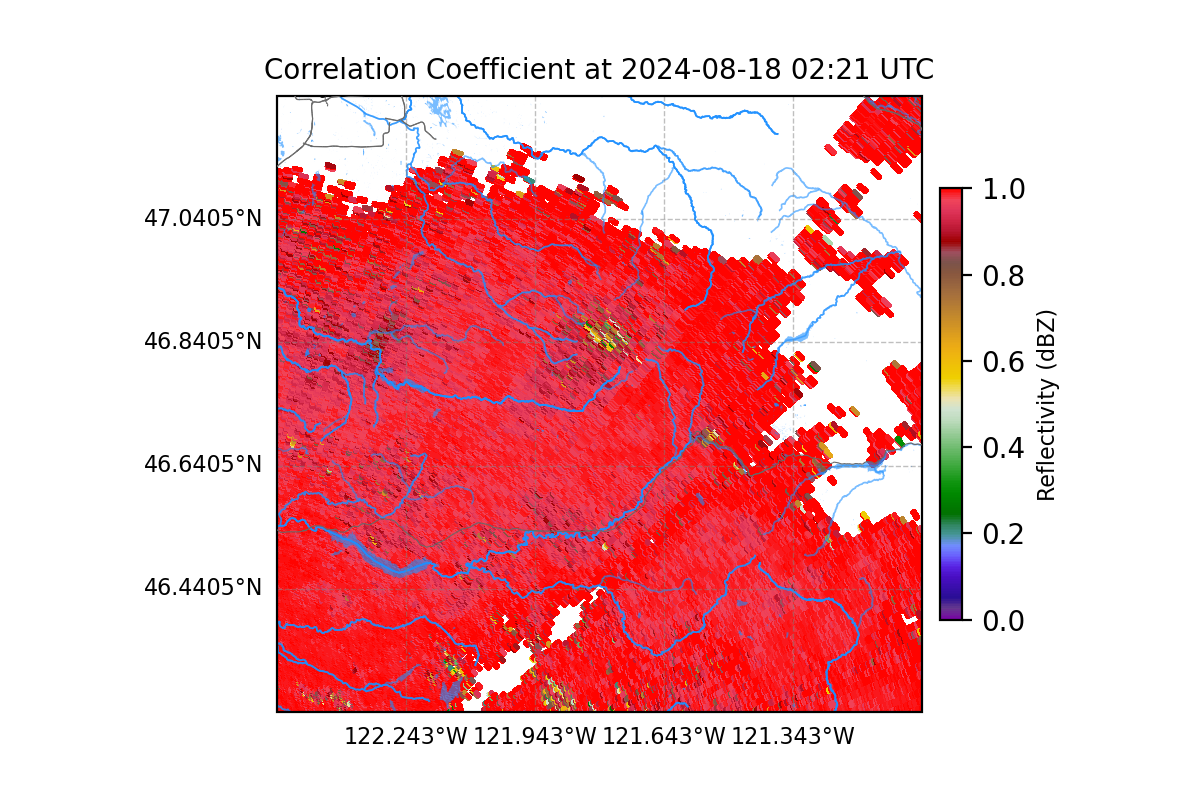 Correlation Coefficient at 2024-08-18 02:21 UTC
47.0405°N
46.8405°N
46.6405°N
46.4405°N
122.243°W 121.943°W 121.643°W 121.343°W
1.0
0.8
0.6
0.4
0.2
0.0
Reflectivity (dBZ)